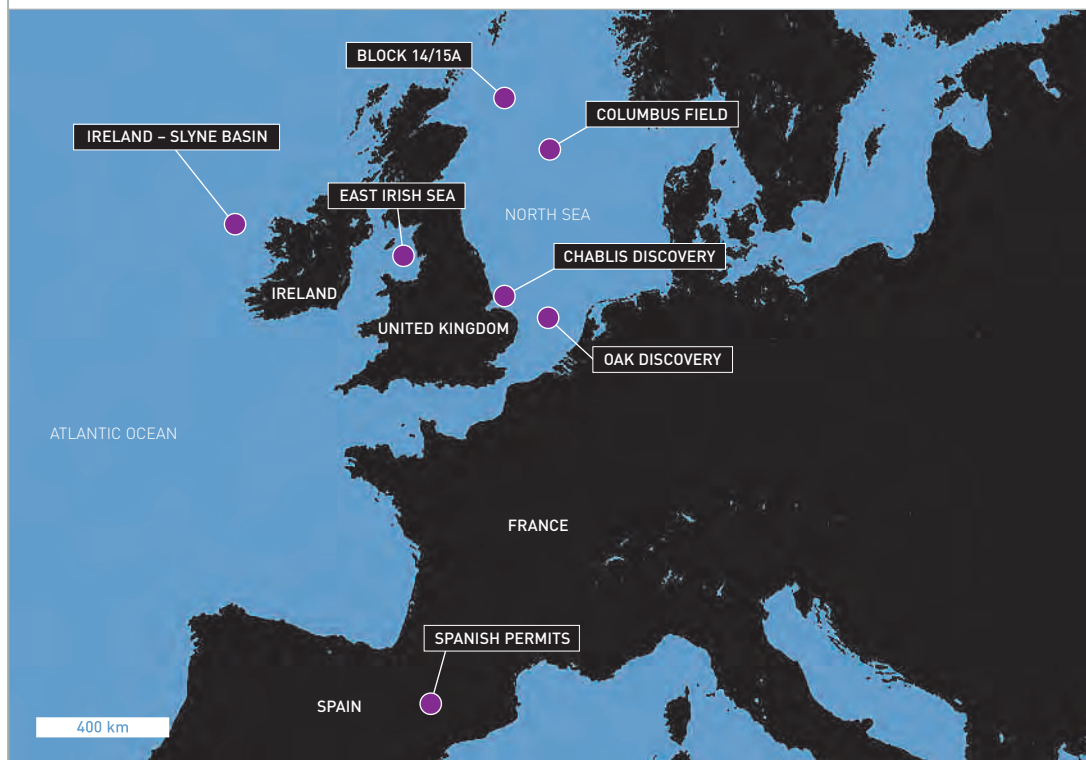 BLOCK 14/15A
COLUMBUS FIELD
IRELAND – SLYNE BASIN
EAST IRISH SEA
NORTH SEA
CHABLIS DISCOVERY
IRELAND
UNITED KINGDOM
OAK DISCOVERY
ATLANTIC OCEAN
FRANCE
SPANISH PERMITS
SPAIN
400 km